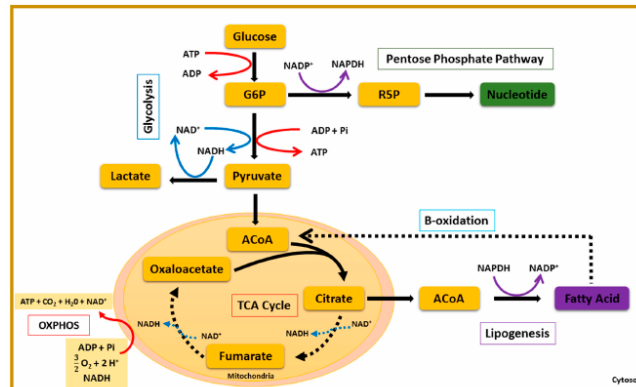 Glucose
ATP
ADP
NADP⁺
NAPDH
Pentose Phosphate Pathway
G6P
R5P
Nucleotide
Glycolysis
NAD⁺
NADH
ADP + Pi
ATP
Lactate
Pyruvate
B-oxidation
ACoA
Oxaloacetate
TCA Cycle
Citrate
ACoA
NAPDH
NADP⁺
Fatty Acid
Lipogenesis
ATP + CO₂ + H₂0 + NAD⁺
OXPHOS
ADP + Pi
3/2 O₂ + 2 H⁺
NADH
NADH
NAD⁺
NADH
NAD⁺
Fumarate
Mitochondria
Cytoso